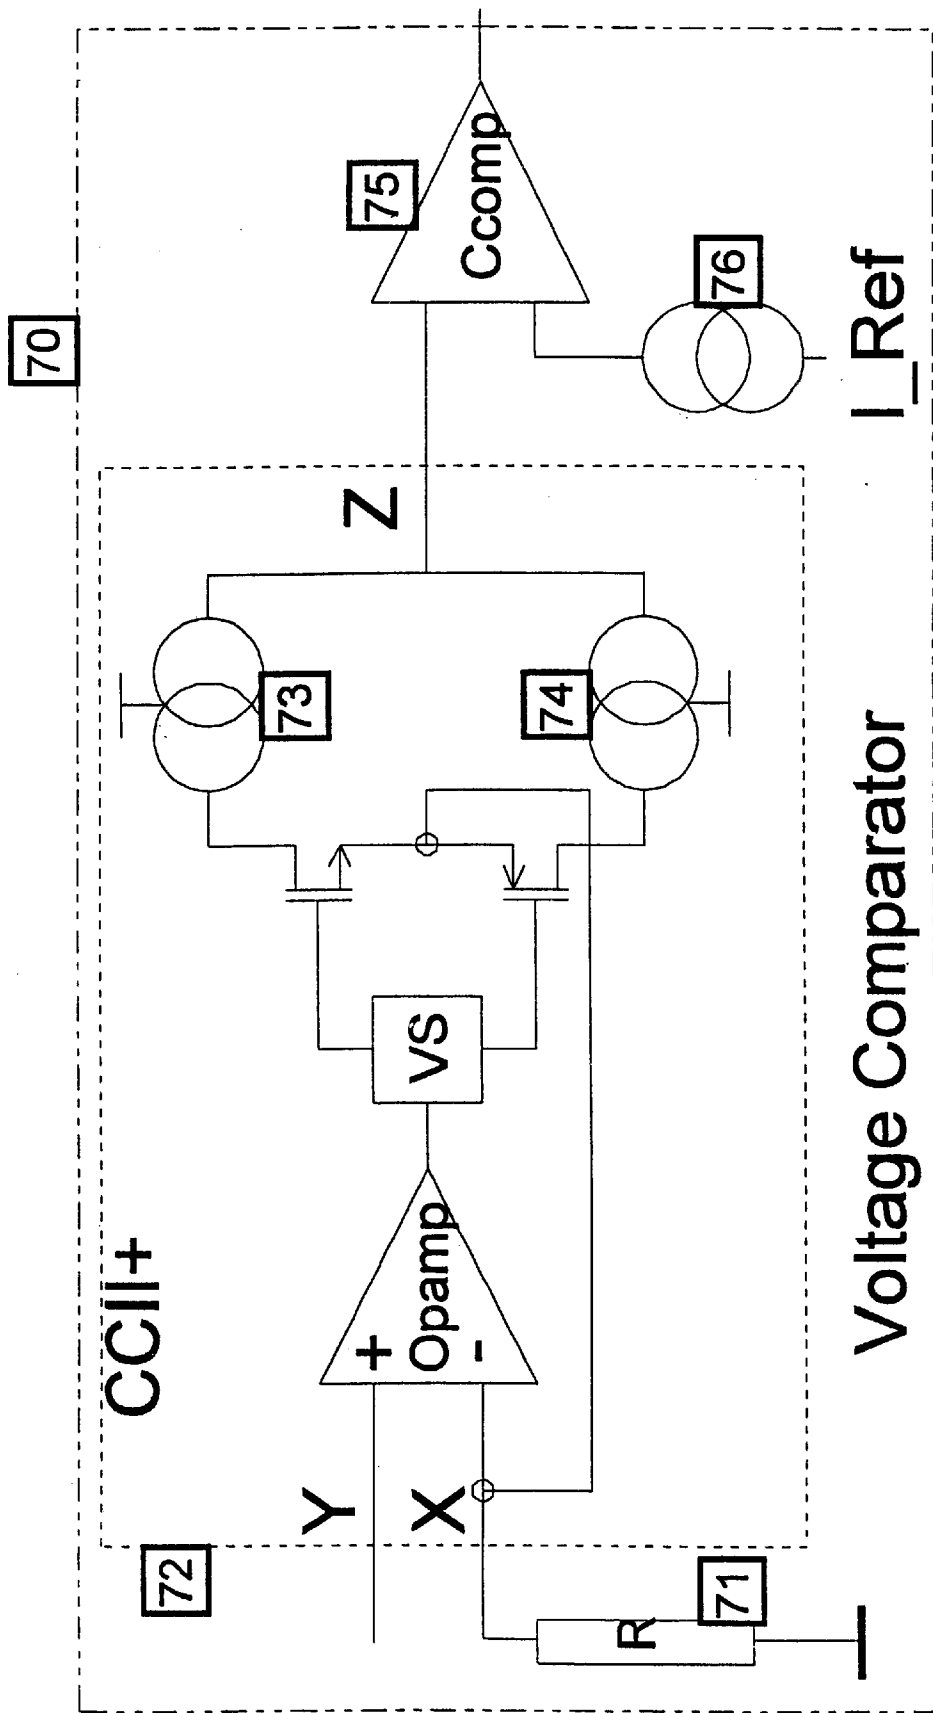 70
72
CCII+
73
75
Z
Y
X
+
Opamp
-
VS
Ccomp
74
76
R
71
I_Ref
Voltage Comparator